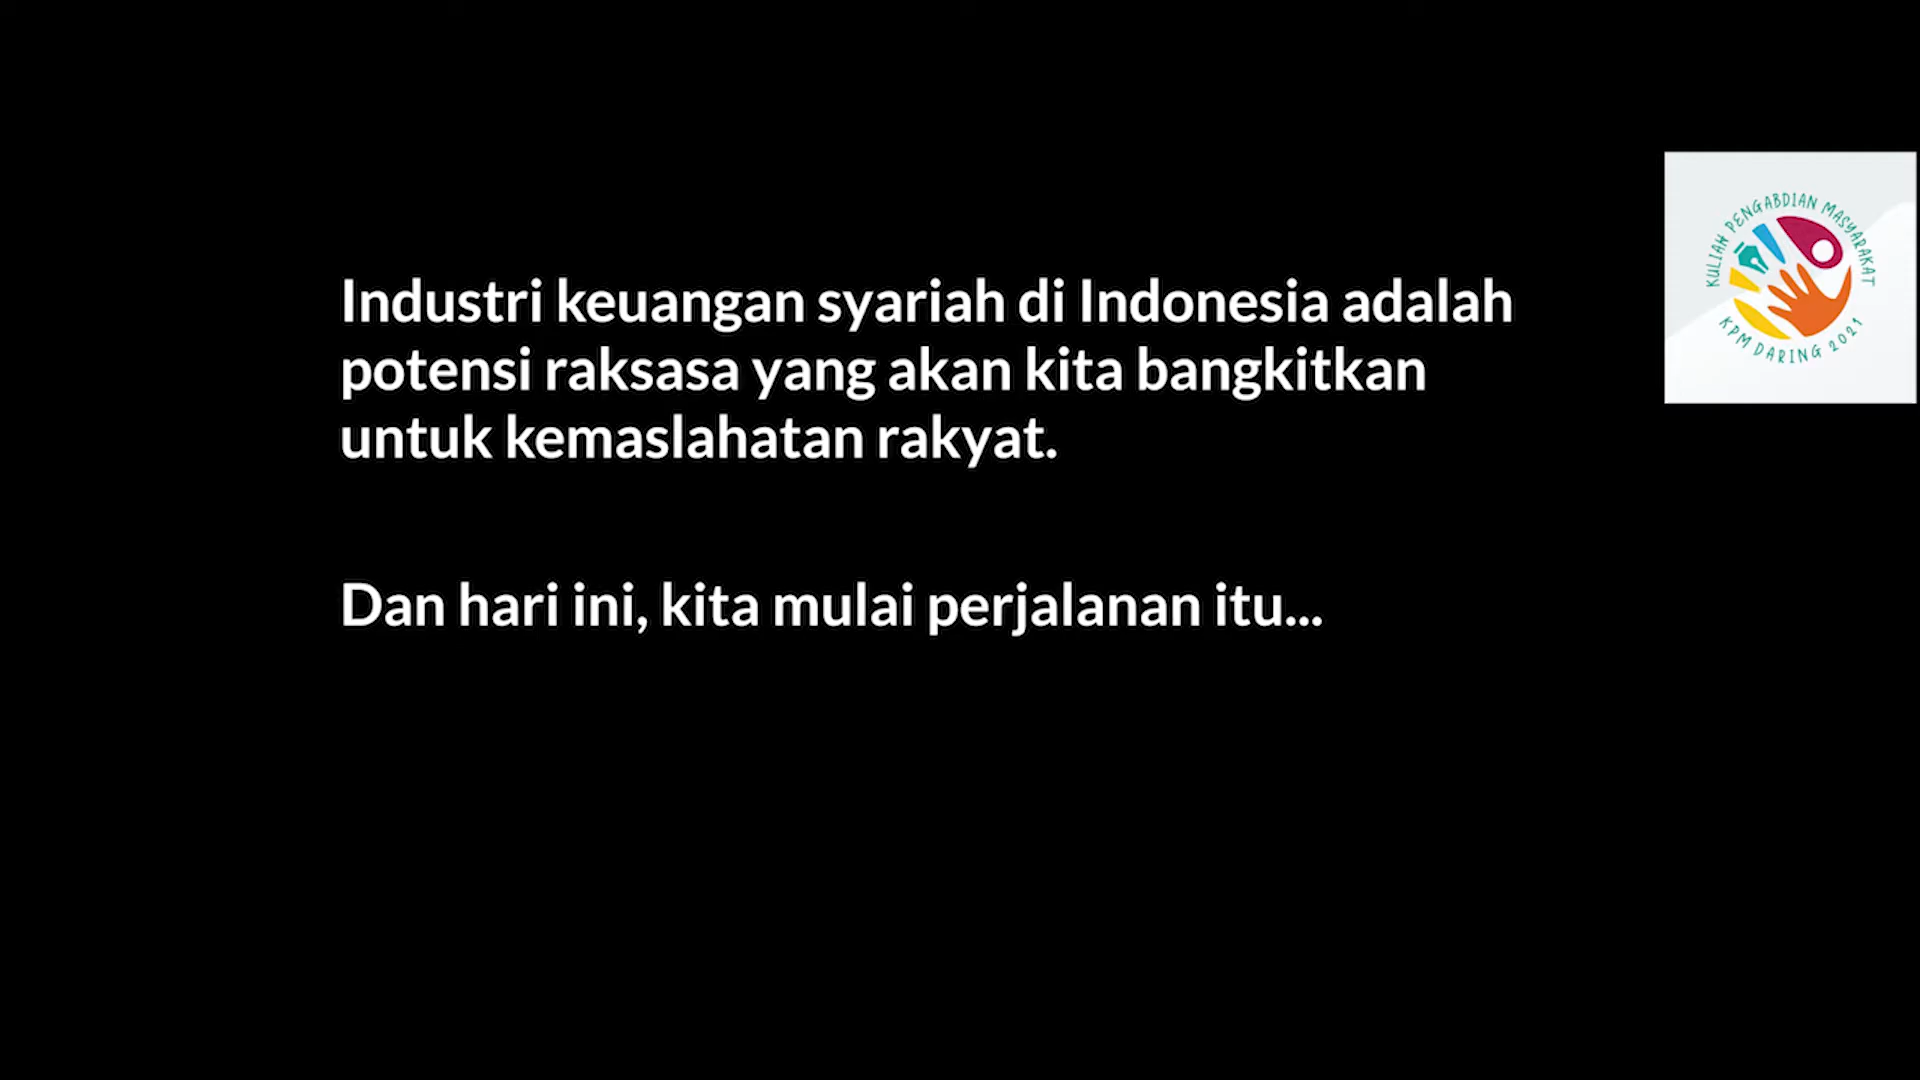 Industri keuangan syariah di Indonesia adalah
potensi raksasa yang akan kita bangkitkan
untuk kemaslahatan rakyat.
Dan hari ini, kita mulai perjalanan itu...
KULIAH PENGABDIAN MASYARAKAT
KPM DARING 2021